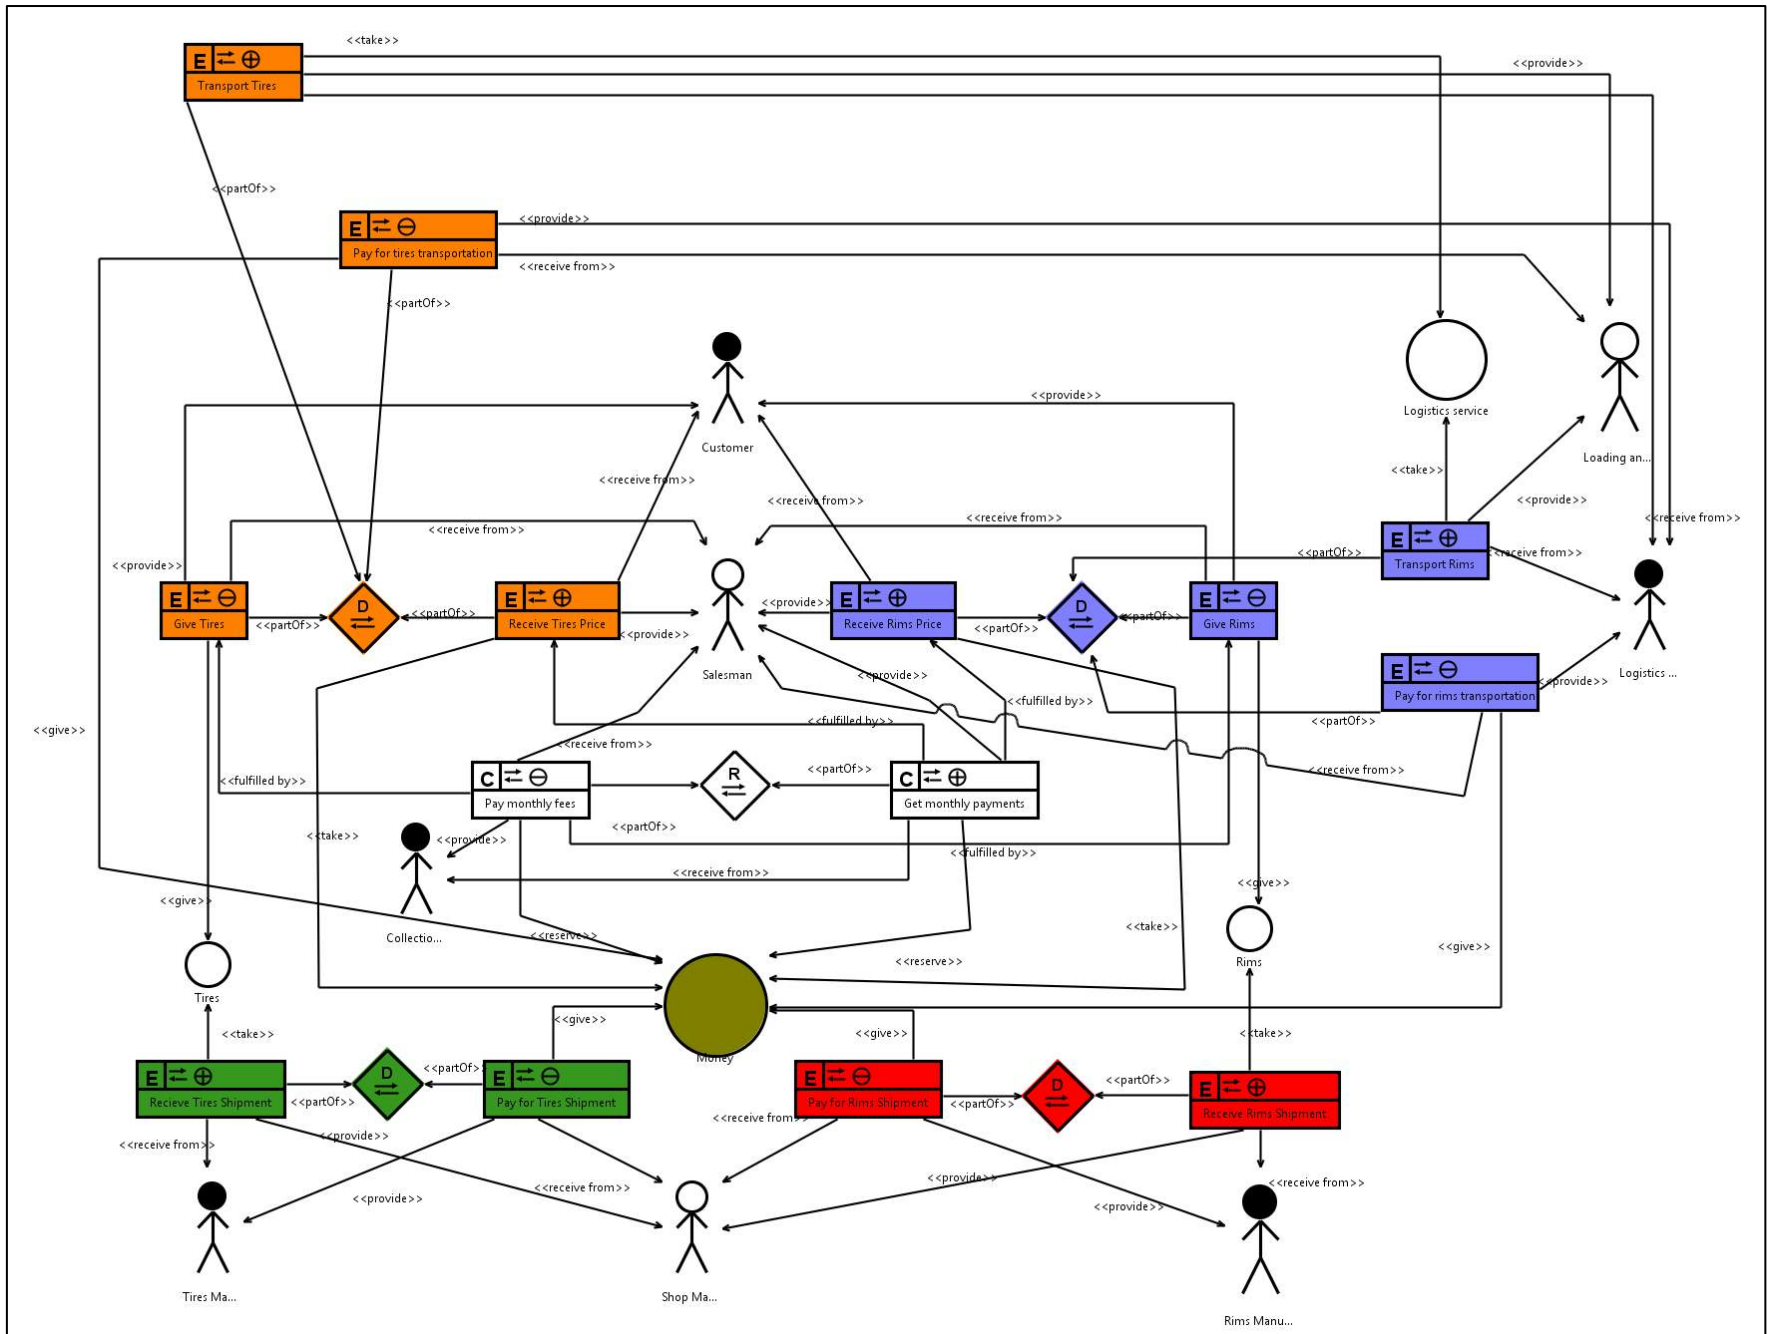 <<take>>
<<provide>>
E
Transport Tires
<<partOf>>
E
Pay for tires transportation
<<provide>>
<<receive from>>
<<partOf>>
Customer
<<provide>>
Logistics service
Loading an...
<<take>>
<<receive from>>
<<receive from>>
<<provide>>
<<receive from>>
<<receive from>>
<<receive from>>
E
Transport Rims
<<partOf>>
<<receive from>>
<<provide>>
E
Give Tires
<<partOf>>
D
<<partOf>>
E
Receive Tires Price
<<provide>>
<<provide>>
E
Receive Rims Price
<<partOf>>
D
<<partOf>>
E
Give Rims
Salesman
<<provide>>
E
Pay for rims transportation
<<provide>>
Logistics ...
<<fulfilled by>>
<<partOf>>
<<give>>
<<fulfilled by>>
<<receive from>>
<<receive from>>
<<fulfilled by>>
C
Pay monthly fees
R
<<partOf>>
C
Get monthly payments
<<take>>
<<provide>>
<<partOf>>
<<fulfilled by>>
<<receive from>>
<<give>>
<<give>>
Collectio...
<<reserve>>
<<take>>
<<reserve>>
<<give>>
Rims
Tires
<<take>>
<<give>>
<<give>>
<<take>>
Money
E
Recieve Tires Shipment
<<partOf>>
D
<<partOf>>
E
Pay for Tires Shipment
E
Pay for Rims Shipment
<<partOf>>
D
<<partOf>>
E
Receive Rims Shipment
<<receive from>>
<<provide>>
<<receive from>>
<<provide>>
<<receive from>>
<<provide>>
<<provide>>
<<receive from>>
Tires Ma...
Shop Ma...
Rims Manu...